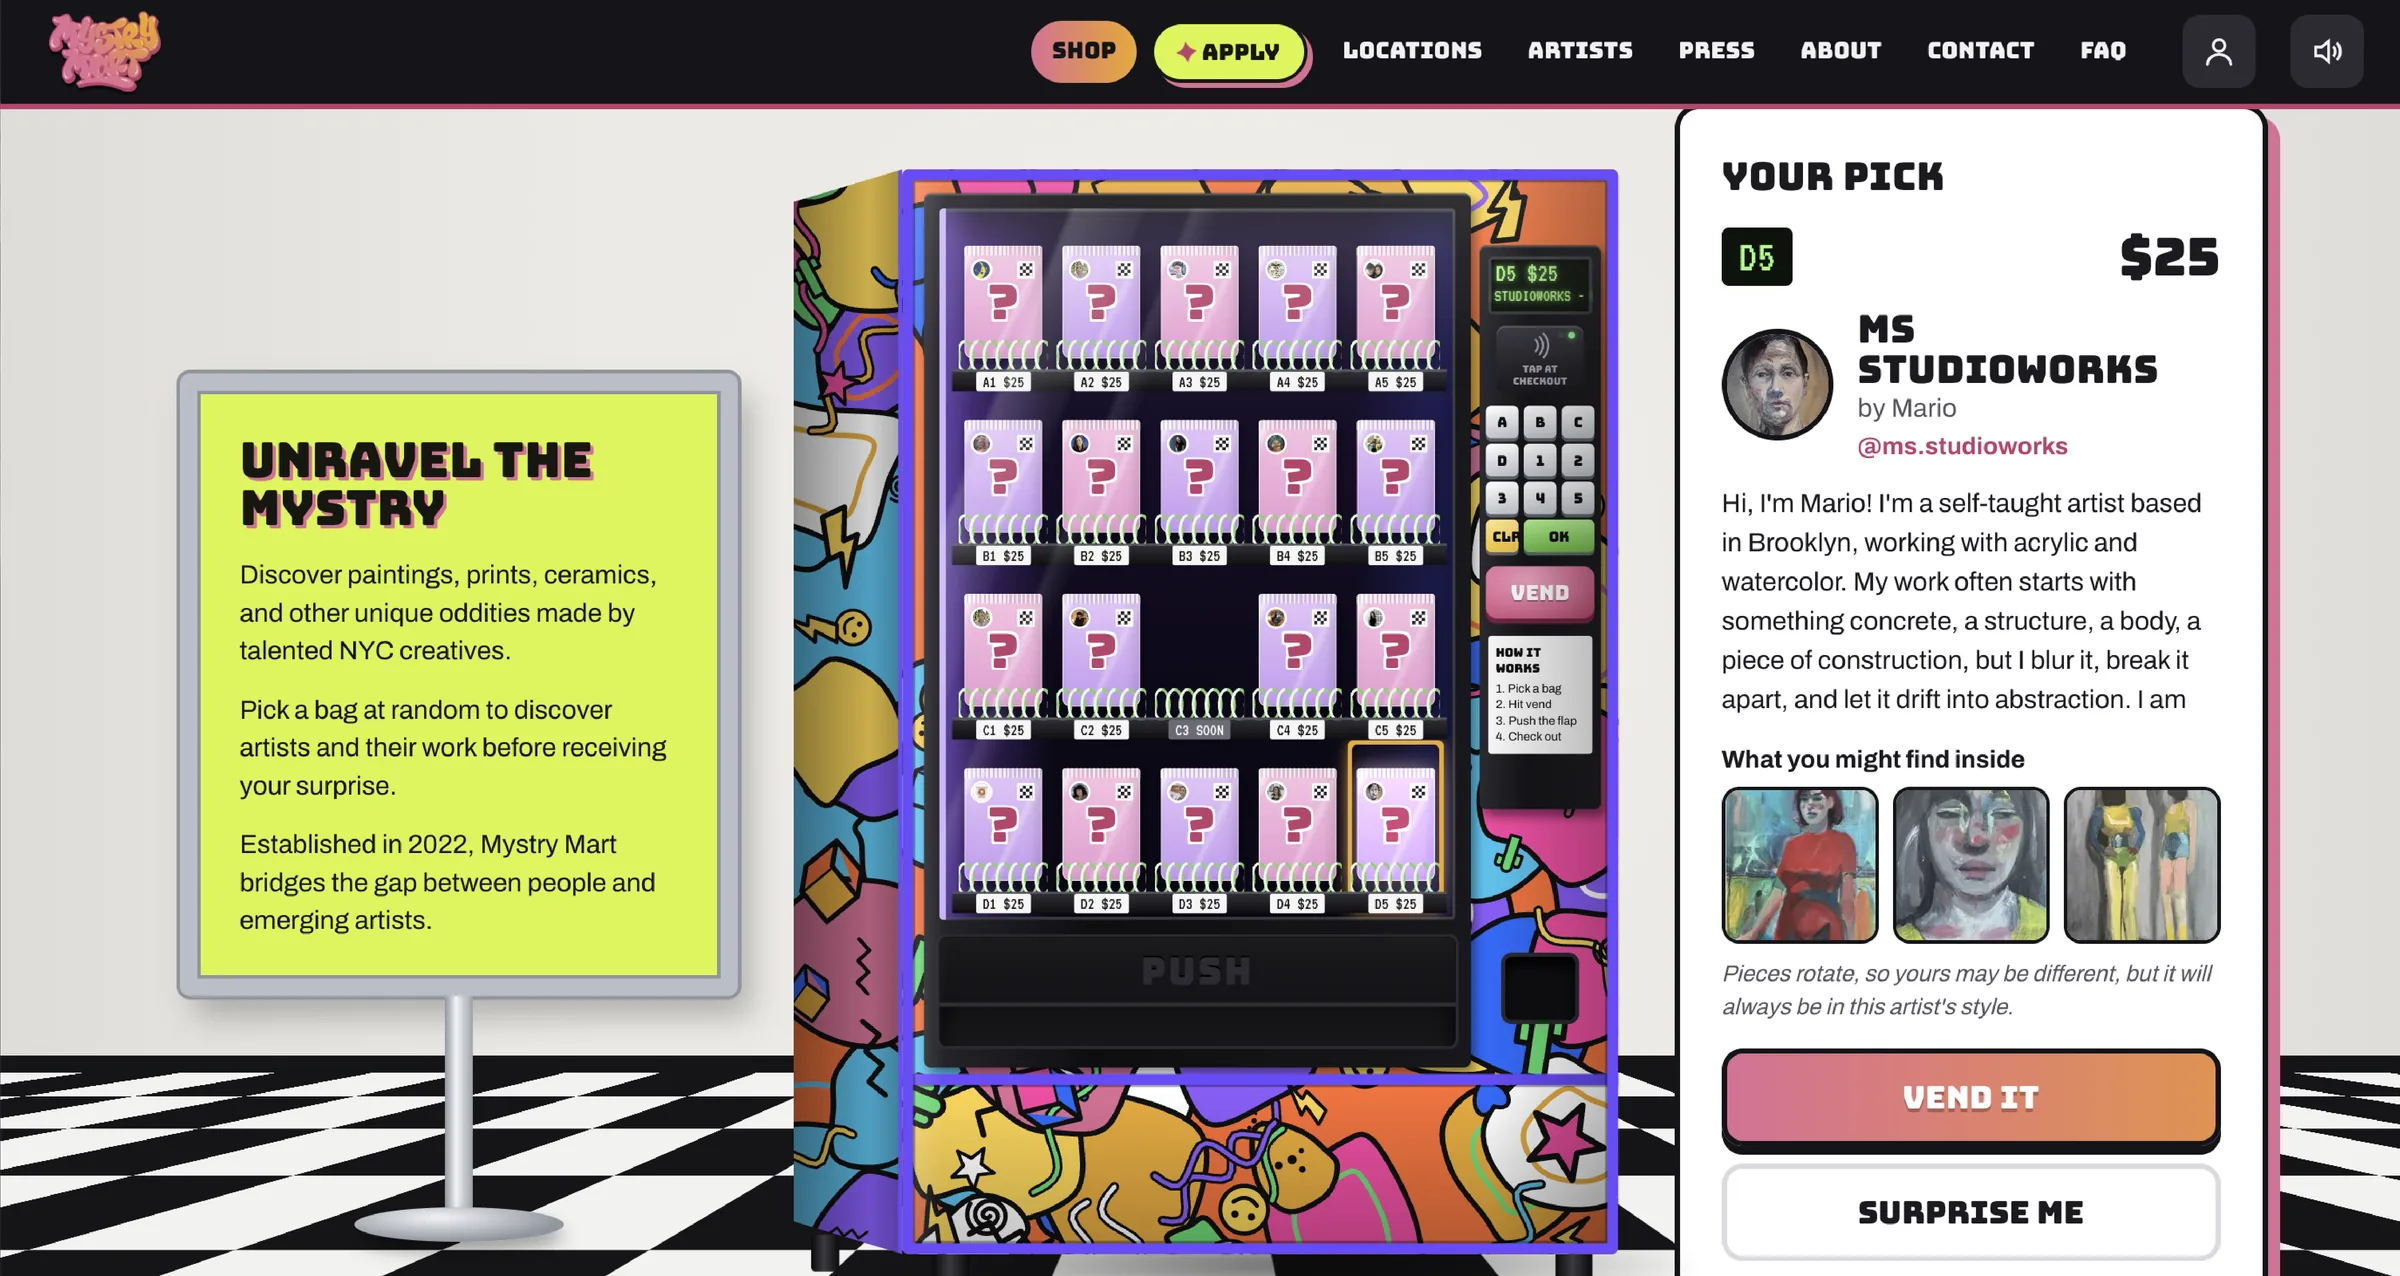 MYSTRY
MART
SHOP
APPLY
LOCATIONS
ARTISTS
PRESS
ABOUT
CONTACT
FAQ
UNRAVEL THE
MYSTRY
Discover paintings, prints, ceramics,
and other unique oddities made by
talented NYC creatives.
Pick a bag at random to discover
artists and their work before receiving
your surprise.
Established in 2022, Mystry Mart
bridges the gap between people and
emerging artists.
? ? ? ? ?
A1 $25 A2 $25 A3 $25 A4 $25 A5 $25
? ? ? ? ?
B1 $25 B2 $25 B3 $25 B4 $25 B5 $25
? ? ? ?
C1 $25 C2 $25 C3 SOON C4 $25 C5 $25
? ? ? ? ?
D1 $25 D2 $25 D3 $25 D4 $25 D5 $25
PUSH
D5 $25
STUDIOWORKS -
TAP AT
CHECKOUT
A B C
D 1 2
3 4 5
CLR OK
VEND
HOW IT
WORKS
1. Pick a bag
2. Hit vend
3. Push the flap
4. Check out
YOUR PICK
D5 $25
MS
STUDIOWORKS
by Mario
@ms.studioworks
Hi, I'm Mario! I'm a self-taught artist based
in Brooklyn, working with acrylic and
watercolor. My work often starts with
something concrete, a structure, a body, a
piece of construction, but I blur it, break it
apart, and let it drift into abstraction. I am
What you might find inside
Pieces rotate, so yours may be different, but it will
always be in this artist's style.
VEND IT
SURPRISE ME